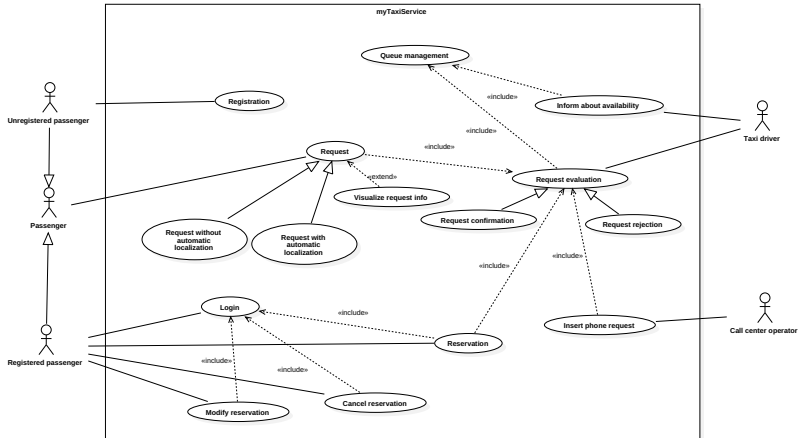 myTaxiService
Queue management
Registration
«include»
Inform about availability
Unregistered passenger
«include»
Taxi driver
Request
«include»
«extend»
Request evaluation
Visualize request info
Passenger
Request confirmation
Request rejection
Request without
automatic
localization
Request with
automatic
localization
«include»
«include»
Login
«include»
Insert phone request
Call center operator
Reservation
Registered passenger
«include»
«include»
Cancel reservation
Modify reservation